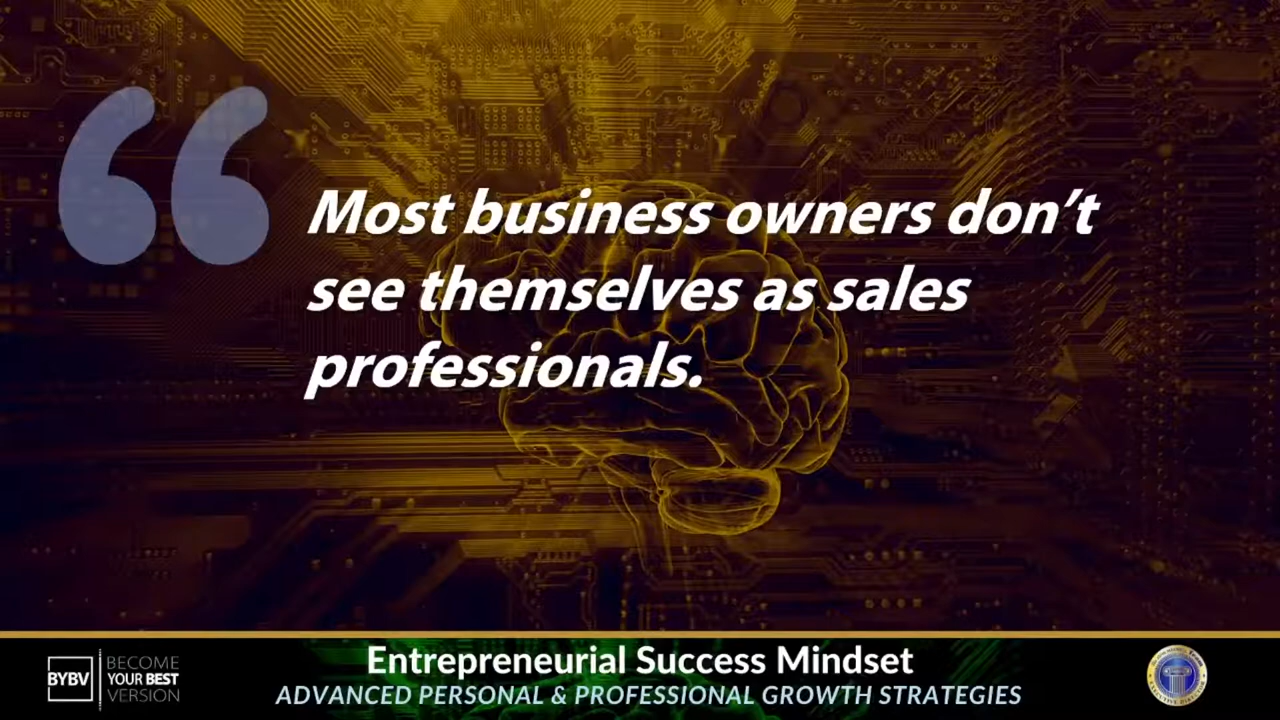 Most business owners don’t
see themselves as sales
professionals.
Entrepreneurial Success Mindset
ADVANCED PERSONAL & PROFESSIONAL GROWTH STRATEGIES
BYBV
BECOME
YOUR BEST
VERSION